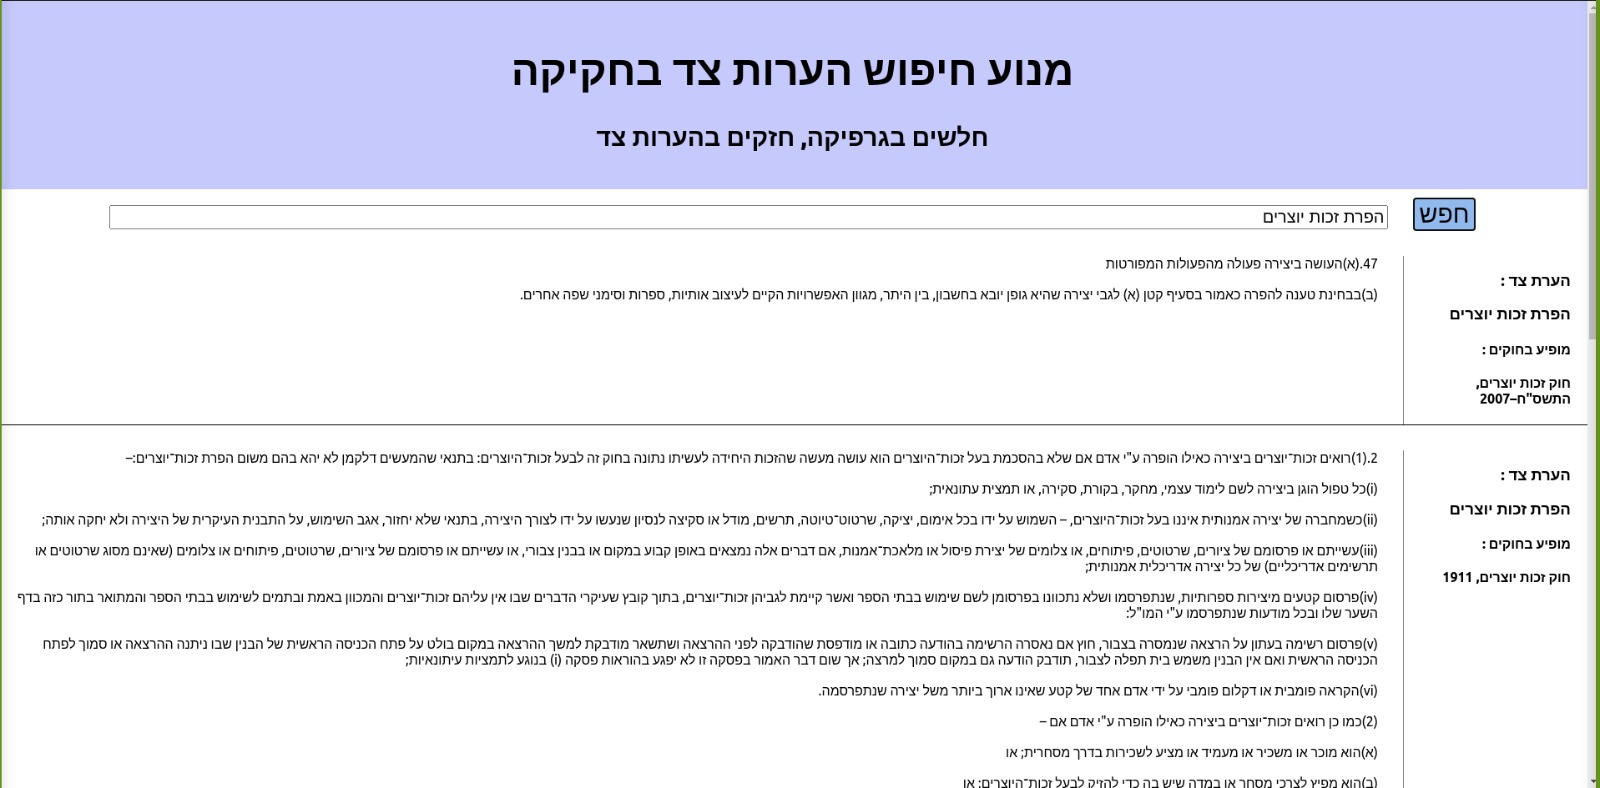 מנוע חיפוש הערות צד בחקיקה
חלשים בגרפיקה, חזקים בהערות צד
חפש
הפרת זכות יוצרים
הערת צד :
הפרת זכות יוצרים
מופיע בחוקים :
חוק זכות יוצרים,
התשס"ח–2007
47.(א)העושה ביצירה פעולה מהפעולות המפורטות
(ב)בבחינת טענה להפרה כאמור בסעיף קטן (א) לגבי יצירה שהיא גופן יובא בחשבון, בין היתר, מגוון האפשרויות הקיים לעיצוב אותיות, ספרות וסימני שפה אחרים.
הערת צד :
הפרת זכות יוצרים
מופיע בחוקים :
חוק זכות יוצרים, 1911
2.(1)רואים זכות־יוצרים ביצירה כאילו הופרה ע"י אדם אם שלא בהסכמת בעל זכות־היוצרים הוא עושה מעשה שהזכות היחידה לעשיתו נתונה בחוק זה לבעל זכות־היוצרים: בתנאי שהמעשים דלקמן לא יהא בהם משום הפרת זכות־יוצרים:–
(i)כל טפול הוגן ביצירה לשם לימוד עצמי, מחקר, בקורת, סקירה, או תמצית עתונאית;
(ii)כשמחברה של יצירה אמנותית איננו בעל זכות־היוצרים, – השמוש על ידו בכל אימום, יציקה, שרטוט־טיוטה, תרשים, מודל או סקיצה לנסיון שנעשו על ידו לצורך היצירה, בתנאי שלא יחזור, אגב השימוש, על התבנית העיקרית של היצירה ולא יחקה אותה;
(iii)עשייתם או פרסומם של ציורים, שרטוטים, פיתוחים, או צלומים של יצירת פיסול או מלאכת־אמנות, אם דברים אלה נמצאים באופן קבוע במקום או בבנין צבורי, או עשייתם או פרסומם של ציורים, שרטוטים, פיתוחים או צלומים (שאינם מסוג שרטוטים או
תרשימים אדריכליים) של כל יצירה אדריכלית אמנותית;
(iv)פרסום קטעים מיצירות ספרותיות, שנתפרסמו ושלא נתכוונו בפרסומן לשם שימוש בבתי הספר ואשר קיימת לגביהן זכות־יוצרים, בתוך קובץ שעיקרי הדברים שבו אין עליהם זכות־יוצרים והמכוון באמת ובתמים לשימוש בבתי הספר והמתואר בתור כזה בדף
השער שלו ובכל מודעות שנתפרסמו ע"י המו"ל:
(v)פרסום רשימה בעתון על הרצאה שנמסרה בצבור, חוץ אם נאסרה הרשימה בהודעה כתובה או מודפסת שהודבקה לפני ההרצאה ושתשאר מודבקת למשך ההרצאה במקום בולט על פתח הכניסה הראשית של הבנין שבו ניתנה ההרצאה או סמוך לפתח
הכניסה הראשית ואם אין הבנין משמש בית תפלה לצבור, תודבק הודעה גם במקום סמוך למרצה; אך שום דבר האמור בפסקה זו לא יפגע בהוראות פסקה (i) בנוגע לתמציות עיתונאיות;
(vi)הקראה פומבית או דקלום פומבי על ידי אדם אחד של קטע שאינו ארוך ביותר משל יצירה שנתפרסמה.
(2)כמו כן רואים זכות־יוצרים ביצירה כאילו הופרה ע"י אדם אם –
(א)הוא מוכר או משכיר או מעמיד או מציע לשכירות בדרך מסחרית; או
(ב)הוא מפיץ לצרכי מסחר או במדה שיש בה כדי להזיק לבעל זכות־היוצרים; או